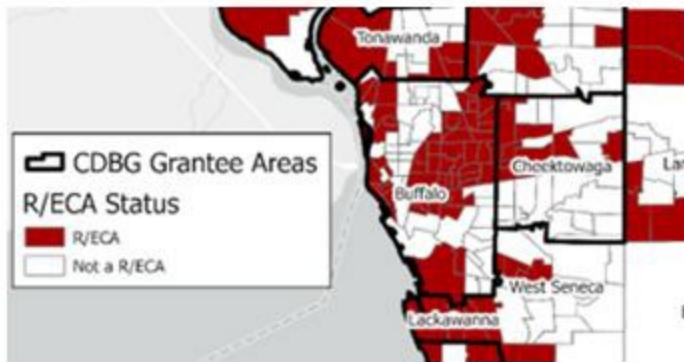 Tonawanda
CDBG Grantee Areas
R/ECA Status
R/ECA
Not a R/ECA
Cheektowaga
Buffalo
West Seneca
Lackawanna